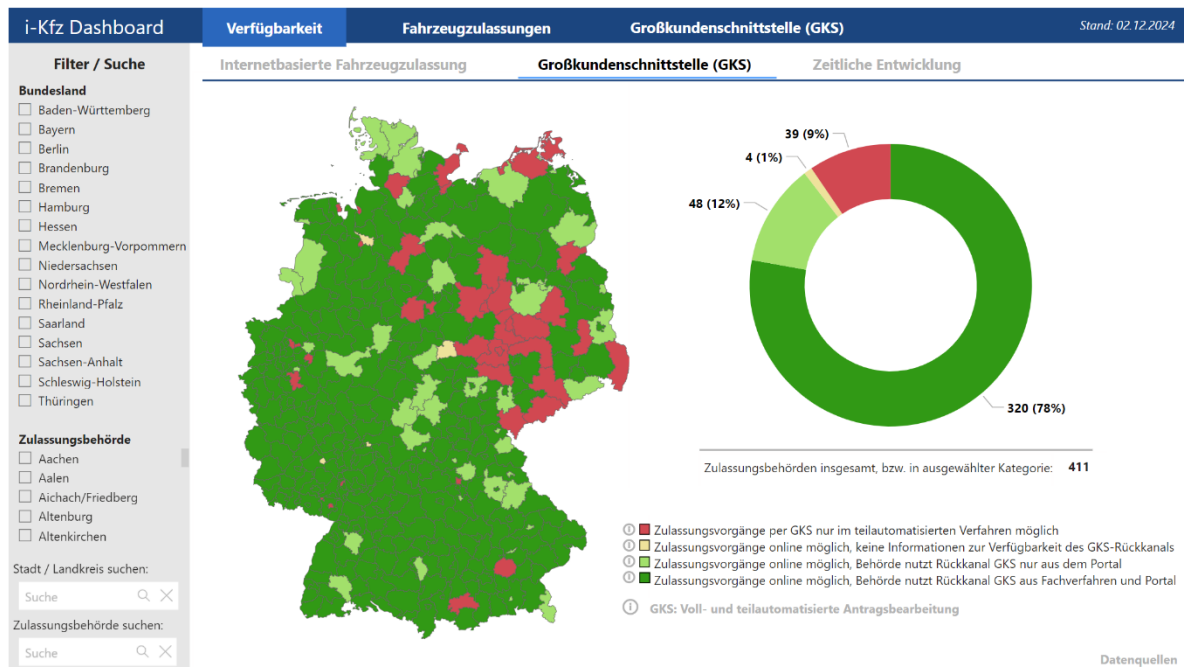 i-Kfz Dashboard
Verfügbarkeit
Fahrzeugzulassungen
Großkundenschnittstelle (GKS)
Stand: 02.12.2024
Filter / Suche
Internetbasierte Fahrzeugzulassung
Großkundenschnittstelle (GKS)
Zeitliche Entwicklung
Bundesland
Baden-Württemberg
Bayern
Berlin
Brandenburg
Bremen
Hamburg
Hessen
Mecklenburg-Vorpommern
Niedersachsen
Nordrhein-Westfalen
Rheinland-Pfalz
Saarland
Sachsen
Sachsen-Anhalt
Schleswig-Holstein
Thüringen
Zulassungsbehörde
Aachen
Aalen
Aichach/Friedberg
Altenburg
Altenkirchen
Stadt / Landkreis suchen:
Suche
Zulassungsbehörde suchen:
Suche
39 (9%)
4 (1%)
48 (12%)
320 (78%)
Zulassungsbehörden insgesamt, bzw. in ausgewählter Kategorie: 411
Zulassungsvorgänge per GKS nur im teilautomatisierten Verfahren möglich
Zulassungsvorgänge online möglich, keine Informationen zur Verfügbarkeit des GKS-Rückkanals
Zulassungsvorgänge online möglich, Behörde nutzt Rückkanal GKS nur aus dem Portal
Zulassungsvorgänge online möglich, Behörde nutzt Rückkanal GKS aus Fachverfahren und Portal
GKS: Voll- und teilautomatisierte Antragsbearbeitung
Datenquellen